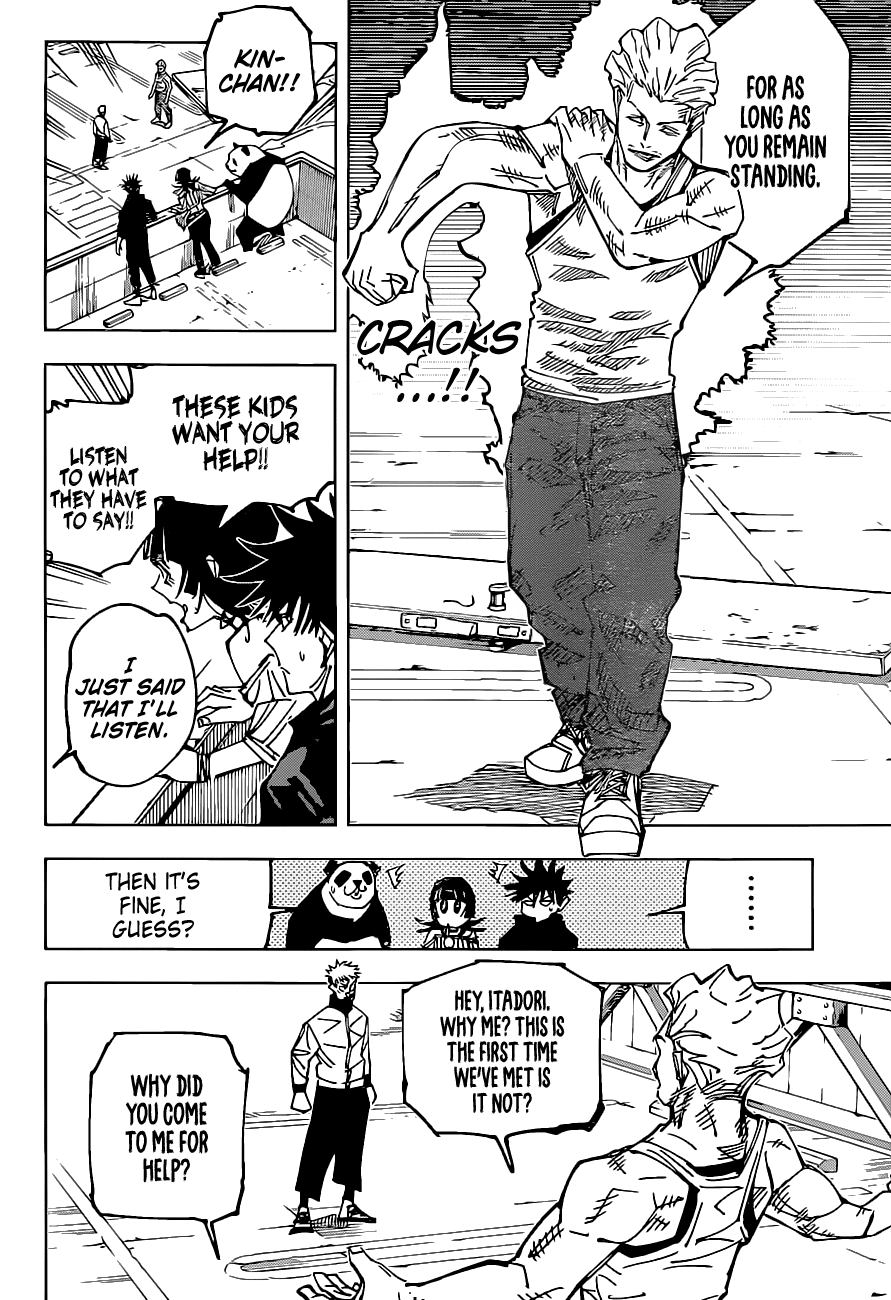 FOR AS
LONG AS
YOU REMAIN
STANDING.
CRACKS
....!!
KIN-
CHAN!!
THESE KIDS
WANT YOUR
HELP!!
LISTEN
TO WHAT
THEY HAVE
TO SAY!!
I
JUST SAID
THAT I'LL
LISTEN.
......
THEN IT'S
FINE, I
GUESS?
HEY, ITADORI.
WHY ME? THIS IS
THE FIRST TIME
WE'VE MET IS
IT NOT?
WHY DID
YOU COME
TO ME FOR
HELP?